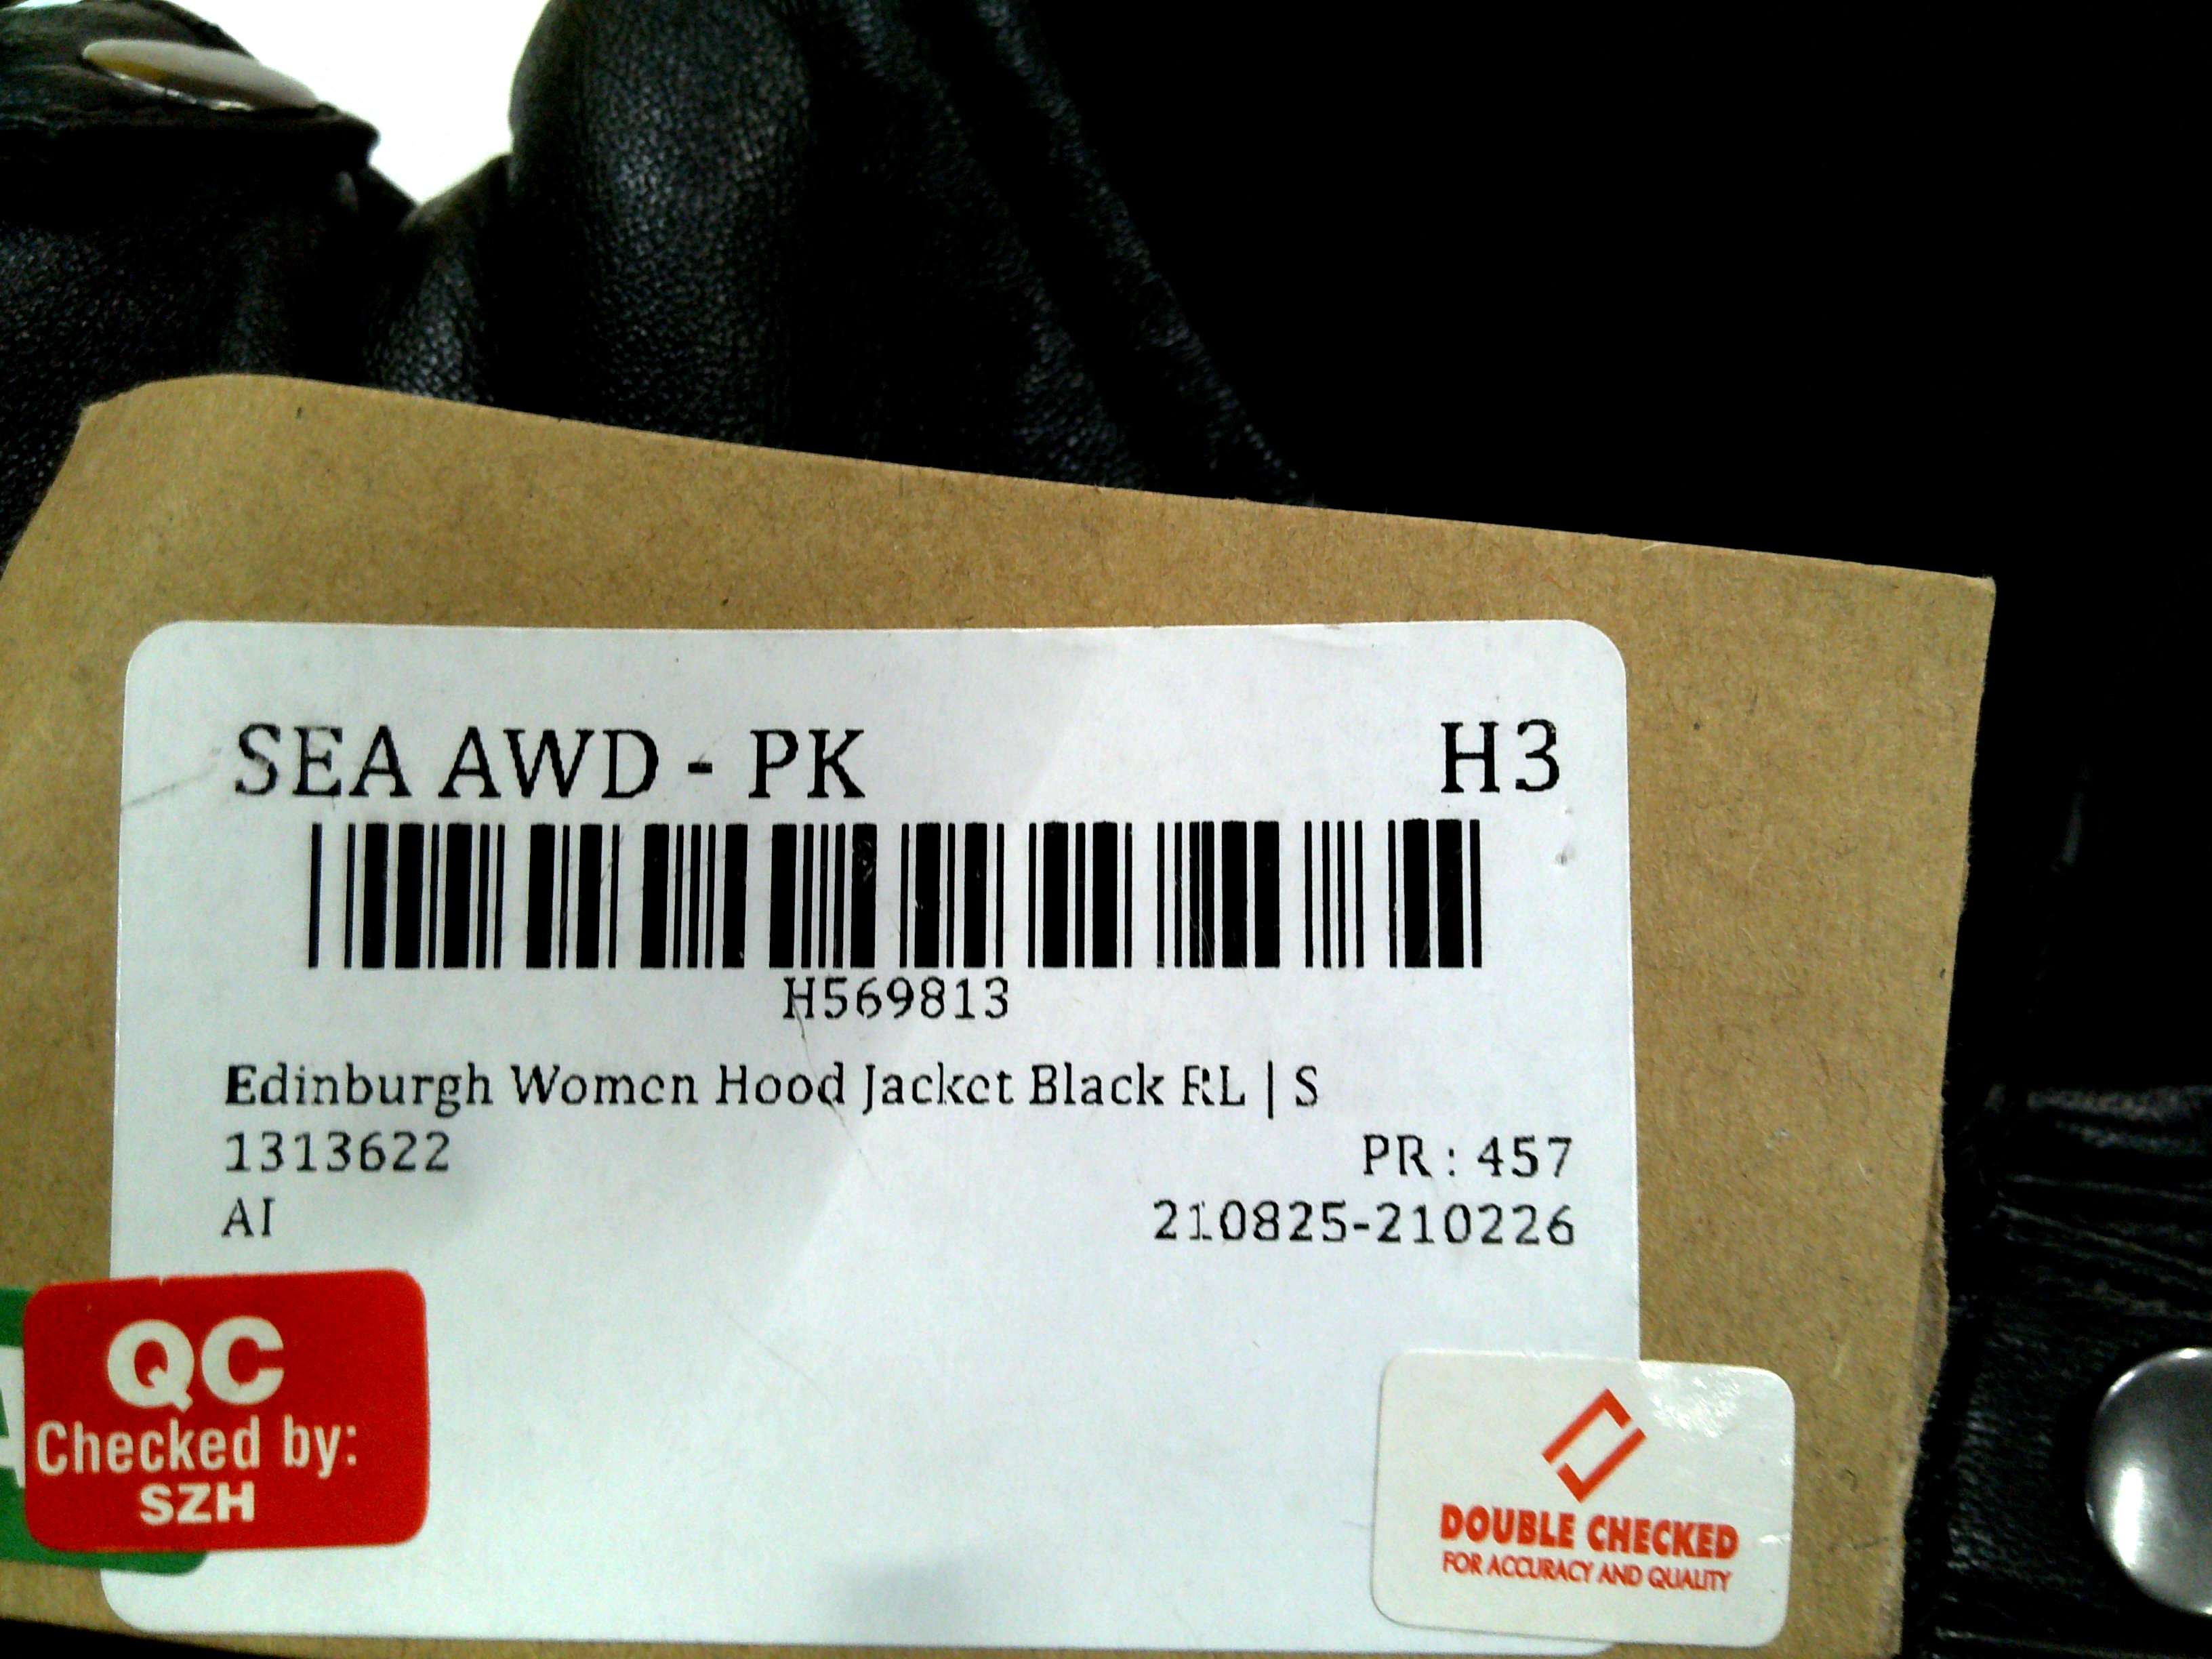 SEA AWD - PK H3
H569813
Edinburgh Women Hood Jacket Black RL | S
1313622 PR : 457
AI 210825-210226
QC
Checked by:
SZH
DOUBLE CHECKED
FOR ACCURACY AND QUALITY